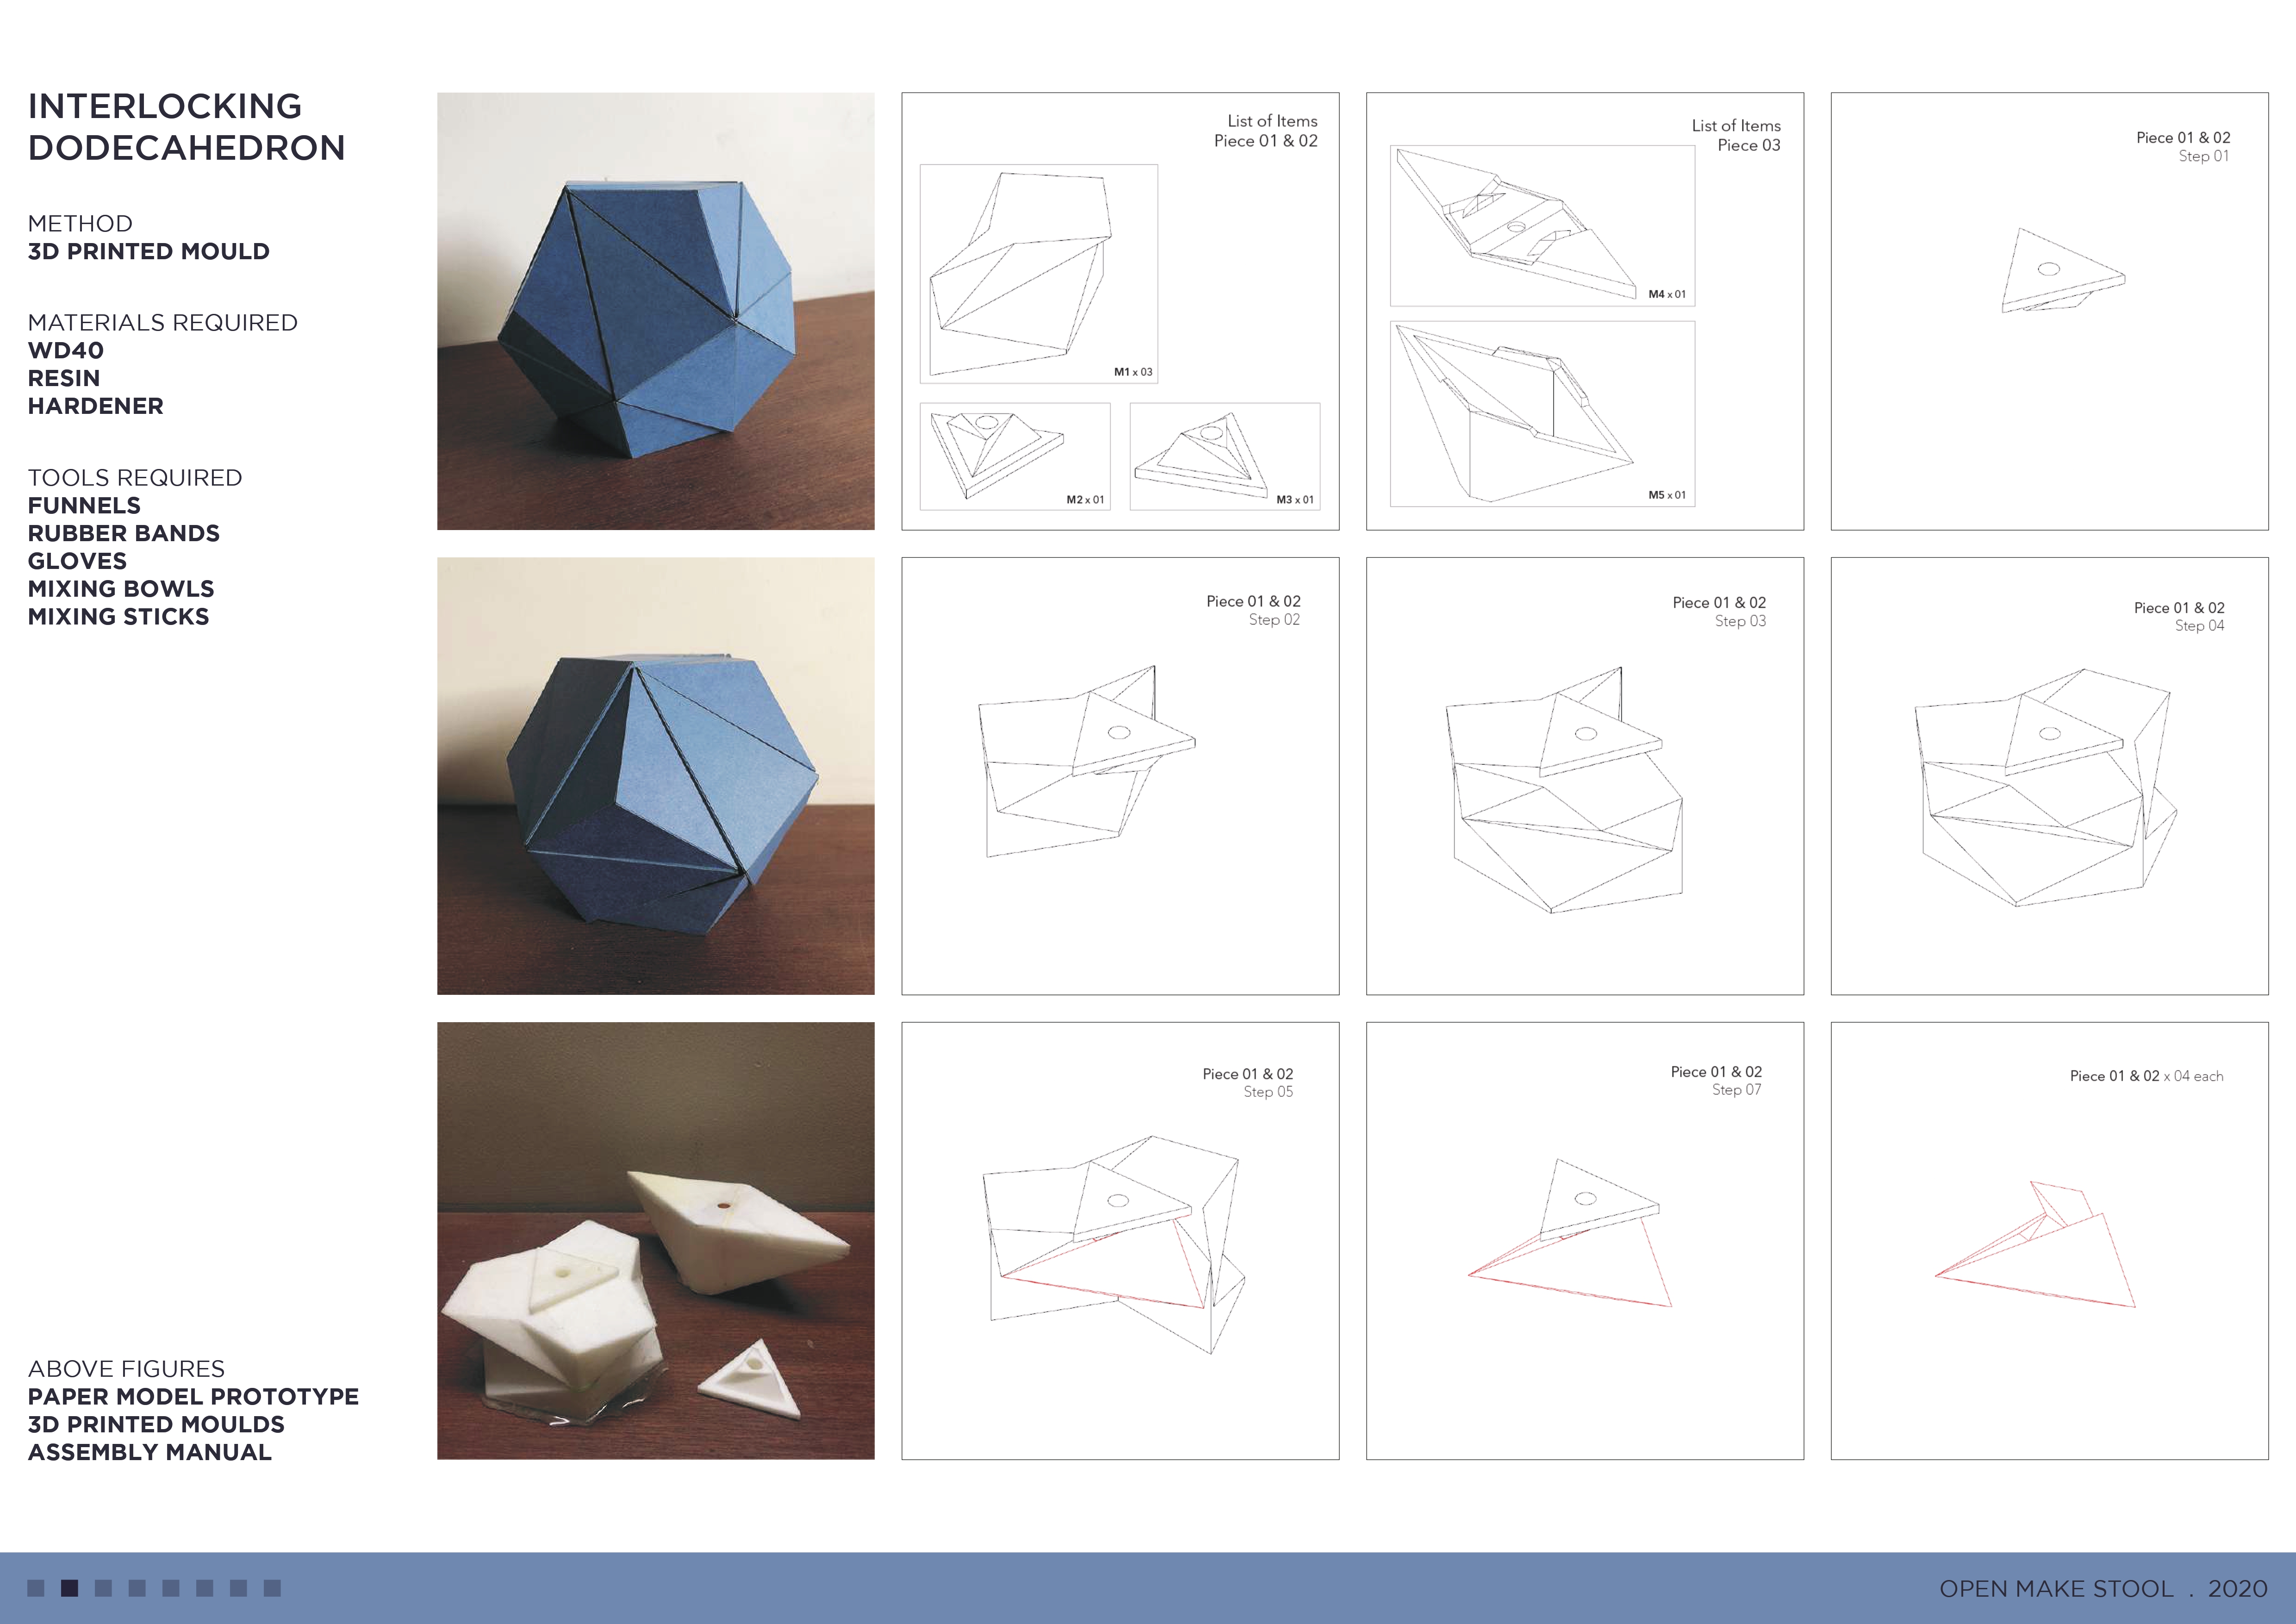 INTERLOCKING
DODECAHEDRON
METHOD
3D PRINTED MOULD
MATERIALS REQUIRED
WD40
RESIN
HARDENER
TOOLS REQUIRED
FUNNELS
RUBBER BANDS
GLOVES
MIXING BOWLS
MIXING STICKS
ABOVE FIGURES
PAPER MODEL PROTOTYPE
3D PRINTED MOULDS
ASSEMBLY MANUAL
List of Items
Piece 01 & 02
M1 x 03
M2 x 01
M3 x 01
List of Items
Piece 03
M4 x 01
M5 x 01
Piece 01 & 02
Step 01
Piece 01 & 02
Step 02
Piece 01 & 02
Step 03
Piece 01 & 02
Step 04
Piece 01 & 02
Step 05
Piece 01 & 02
Step 07
Piece 01 & 02 x 04 each
OPEN MAKE STOOL . 2020